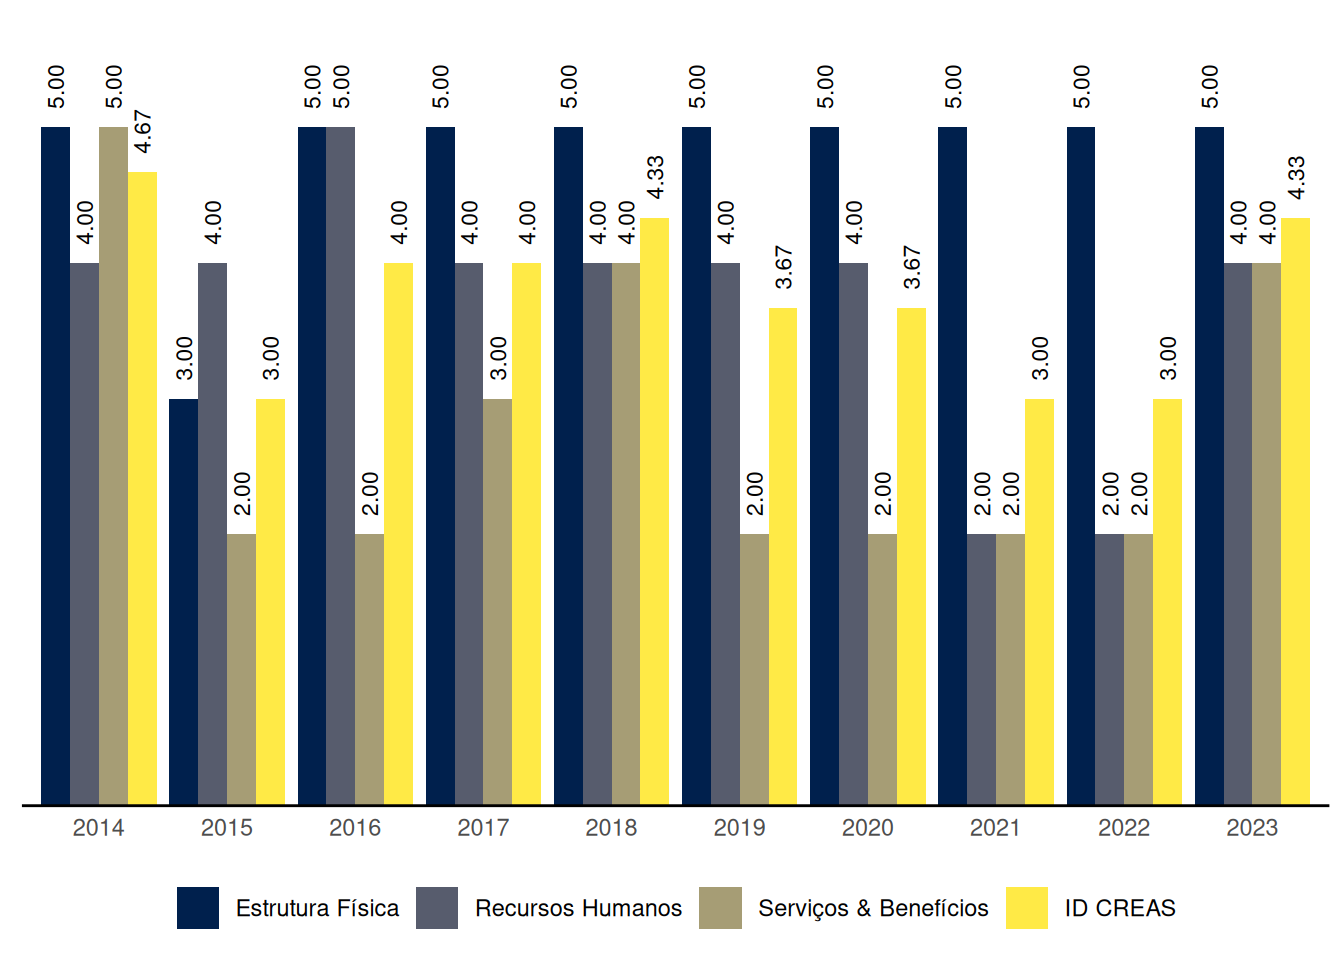 5.00 4.00 5.00 4.67 3.00 4.00 2.00 3.00 5.00 5.00 2.00 4.00 5.00 4.00 3.00 4.00 5.00 4.00 4.00 4.33 5.00 4.00 2.00 3.67 5.00 4.00 2.00 3.67 5.00 2.00 2.00 3.00 5.00 2.00 2.00 3.00 5.00 4.00 4.00 4.33
2014 2015 2016 2017 2018 2019 2020 2021 2022 2023
Estrutura Física Recursos Humanos Serviços & Benefícios ID CREAS